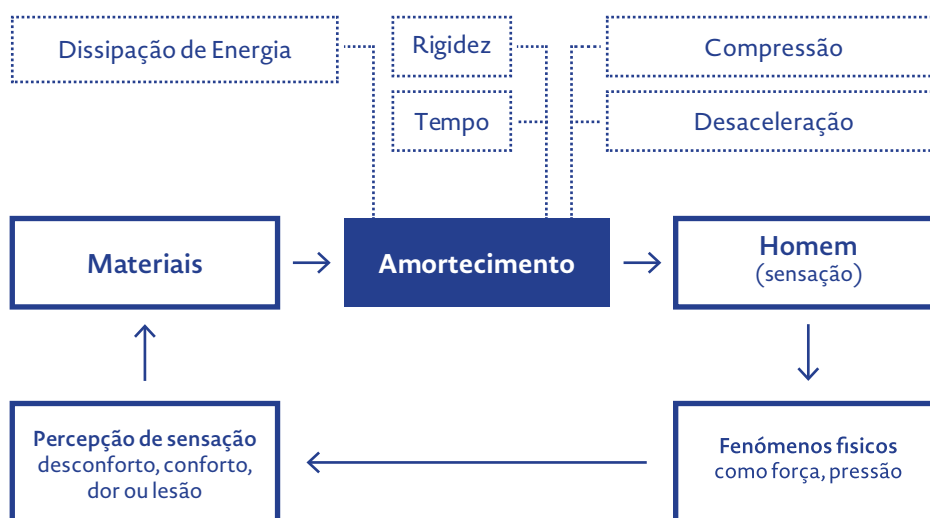 Dissipação de Energia
Rigidez
Compressão
Tempo
Desaceleração
Materiais
Amortecimento
Homem
(sensação)
Percepção de sensação
desconforto, conforto,
dor ou lesão
Fenómenos fisicos
como força, pressão